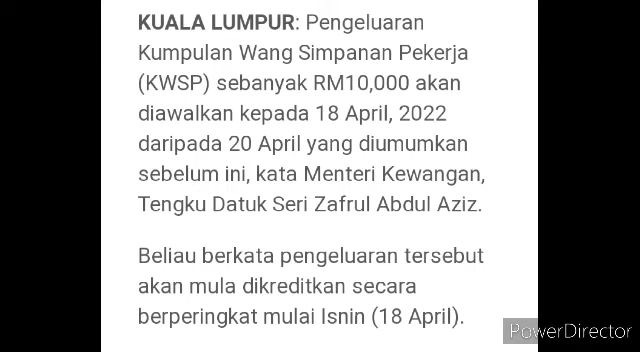 KUALA LUMPUR: Pengeluaran
Kumpulan Wang Simpanan Pekerja
(KWSP) sebanyak RM10,000 akan
diawalkan kepada 18 April, 2022
daripada 20 April yang diumumkan
sebelum ini, kata Menteri Kewangan,
Tengku Datuk Seri Zafrul Abdul Aziz.
Beliau berkata pengeluaran tersebut
akan mula dikreditkan secara
berperingkat mulai Isnin (18 April).
PowerDirector